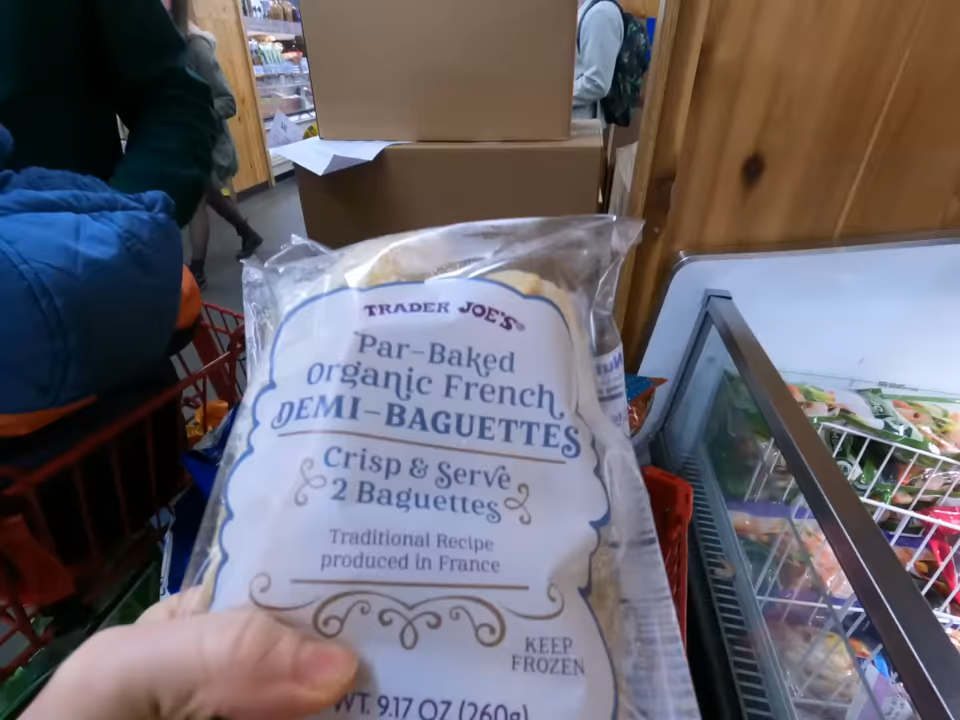 TRADER JOE'S®
Par-Baked
Organic French
DEMI-BAGUETTES
Crisp & Serve
2 Baguettes
Traditional Recipe
produced in France
KEEP
FROZEN
WT. 9.17 OZ (260g)